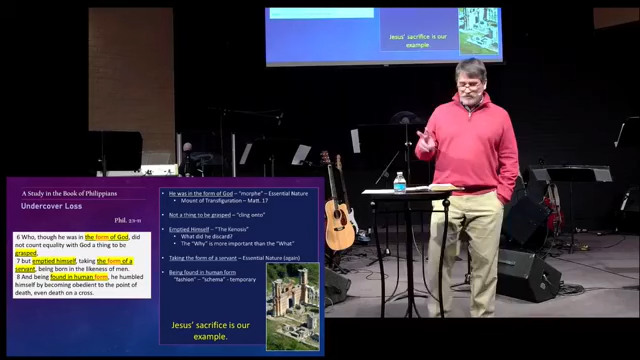 Jesus' sacrifice is our
example.
A Study in the Book of Philippians
Undercover Loss
Phil. 2:5-11
6 Who, though he was in the form of God, did
not count equality with God a thing to be
grasped,
7 but emptied himself, taking the form of a
servant, being born in the likeness of men.
8 And being found in human form, he humbled
himself by becoming obedient to the point of
death, even death on a cross.
He was in the form of God – "morphe" – Essential Nature
• Mount of Transfiguration – Matt. 17
Not a thing to be grasped – "cling onto"
Emptied Himself – "The Kenosis"
• What did he discard?
• The "Why" is more important than the "What"
Taking the form of a servant – Essential Nature (again)
Being found in human form
"fashion" – "schema" - temporary
Jesus' sacrifice is our
example.